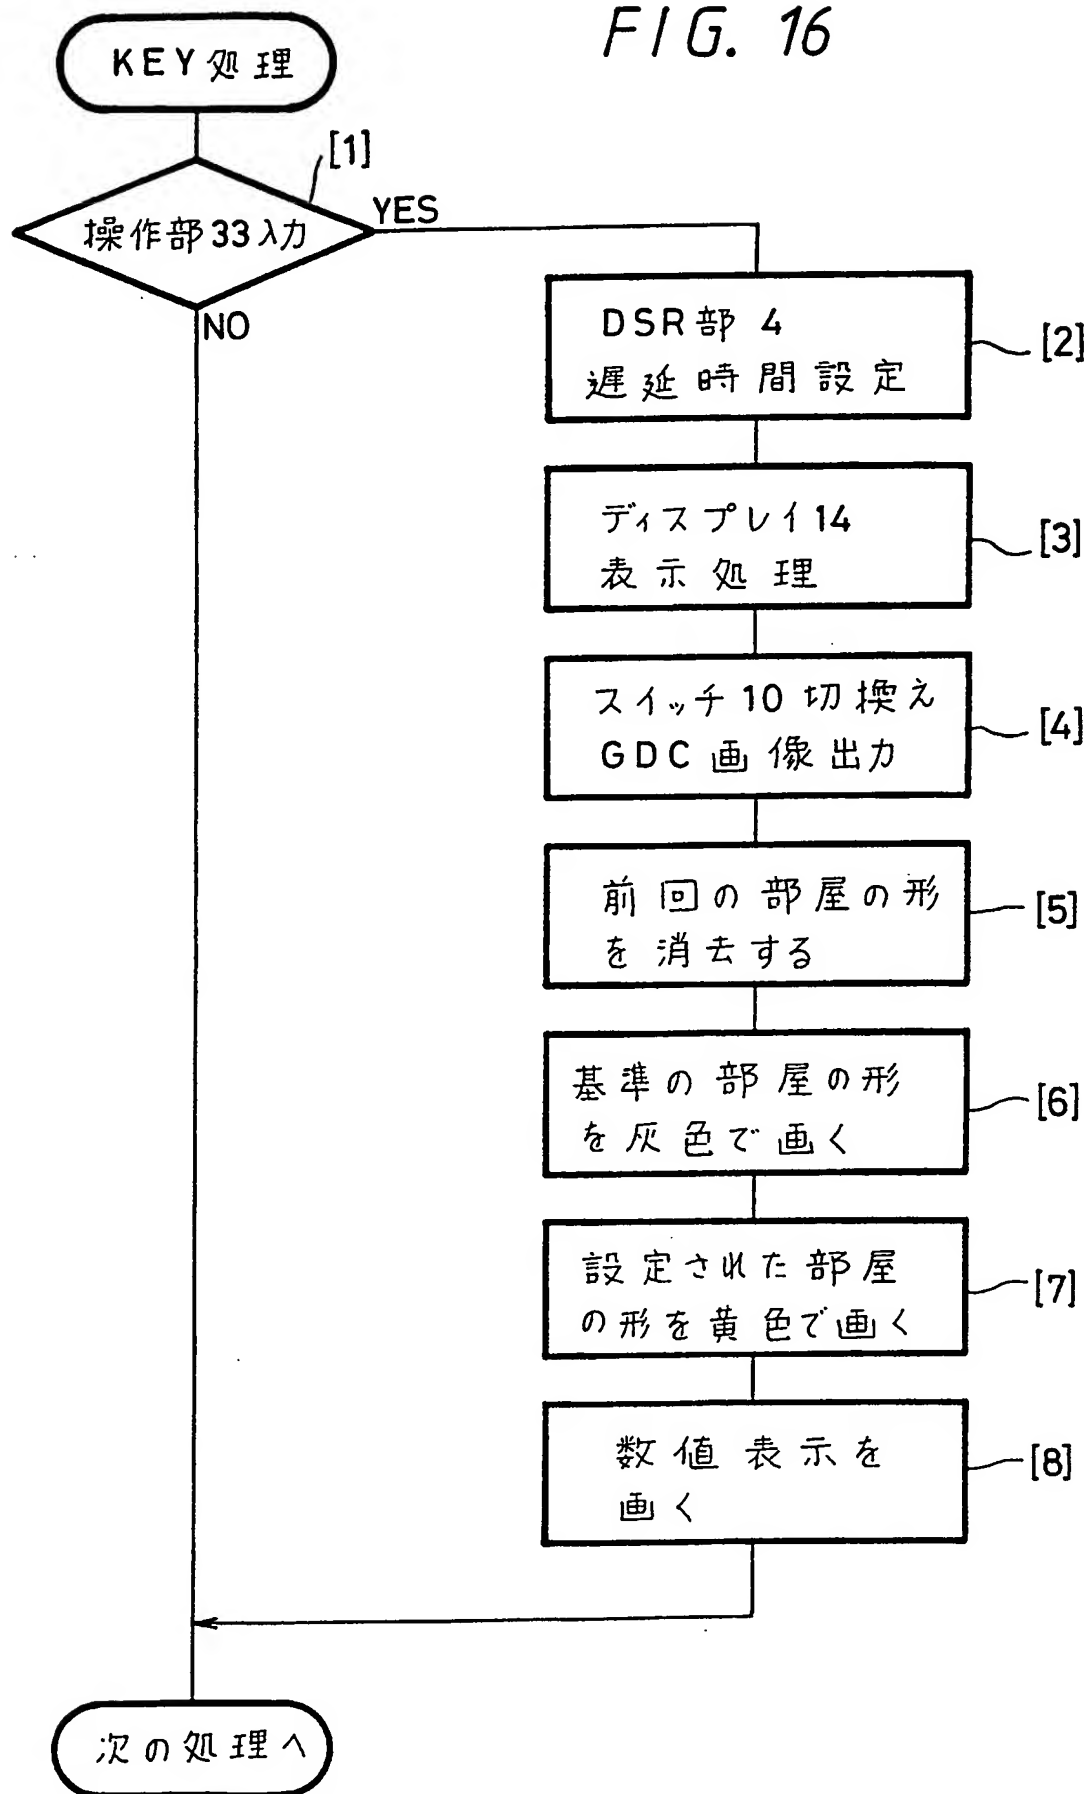 FIG. 16
KEY処理
[1]
操作部33入力
YES
NO
DSR部 4
遅延時間設定
[2]
ディスプレイ14
表示処理
[3]
スイッチ10切換え
GDC画像出力
[4]
前回の部屋の形
を消去する
[5]
基準の部屋の形
を灰色で画く
[6]
設定された部屋
の形を黄色で画く
[7]
数値表示を
画く
[8]
次の処理へ